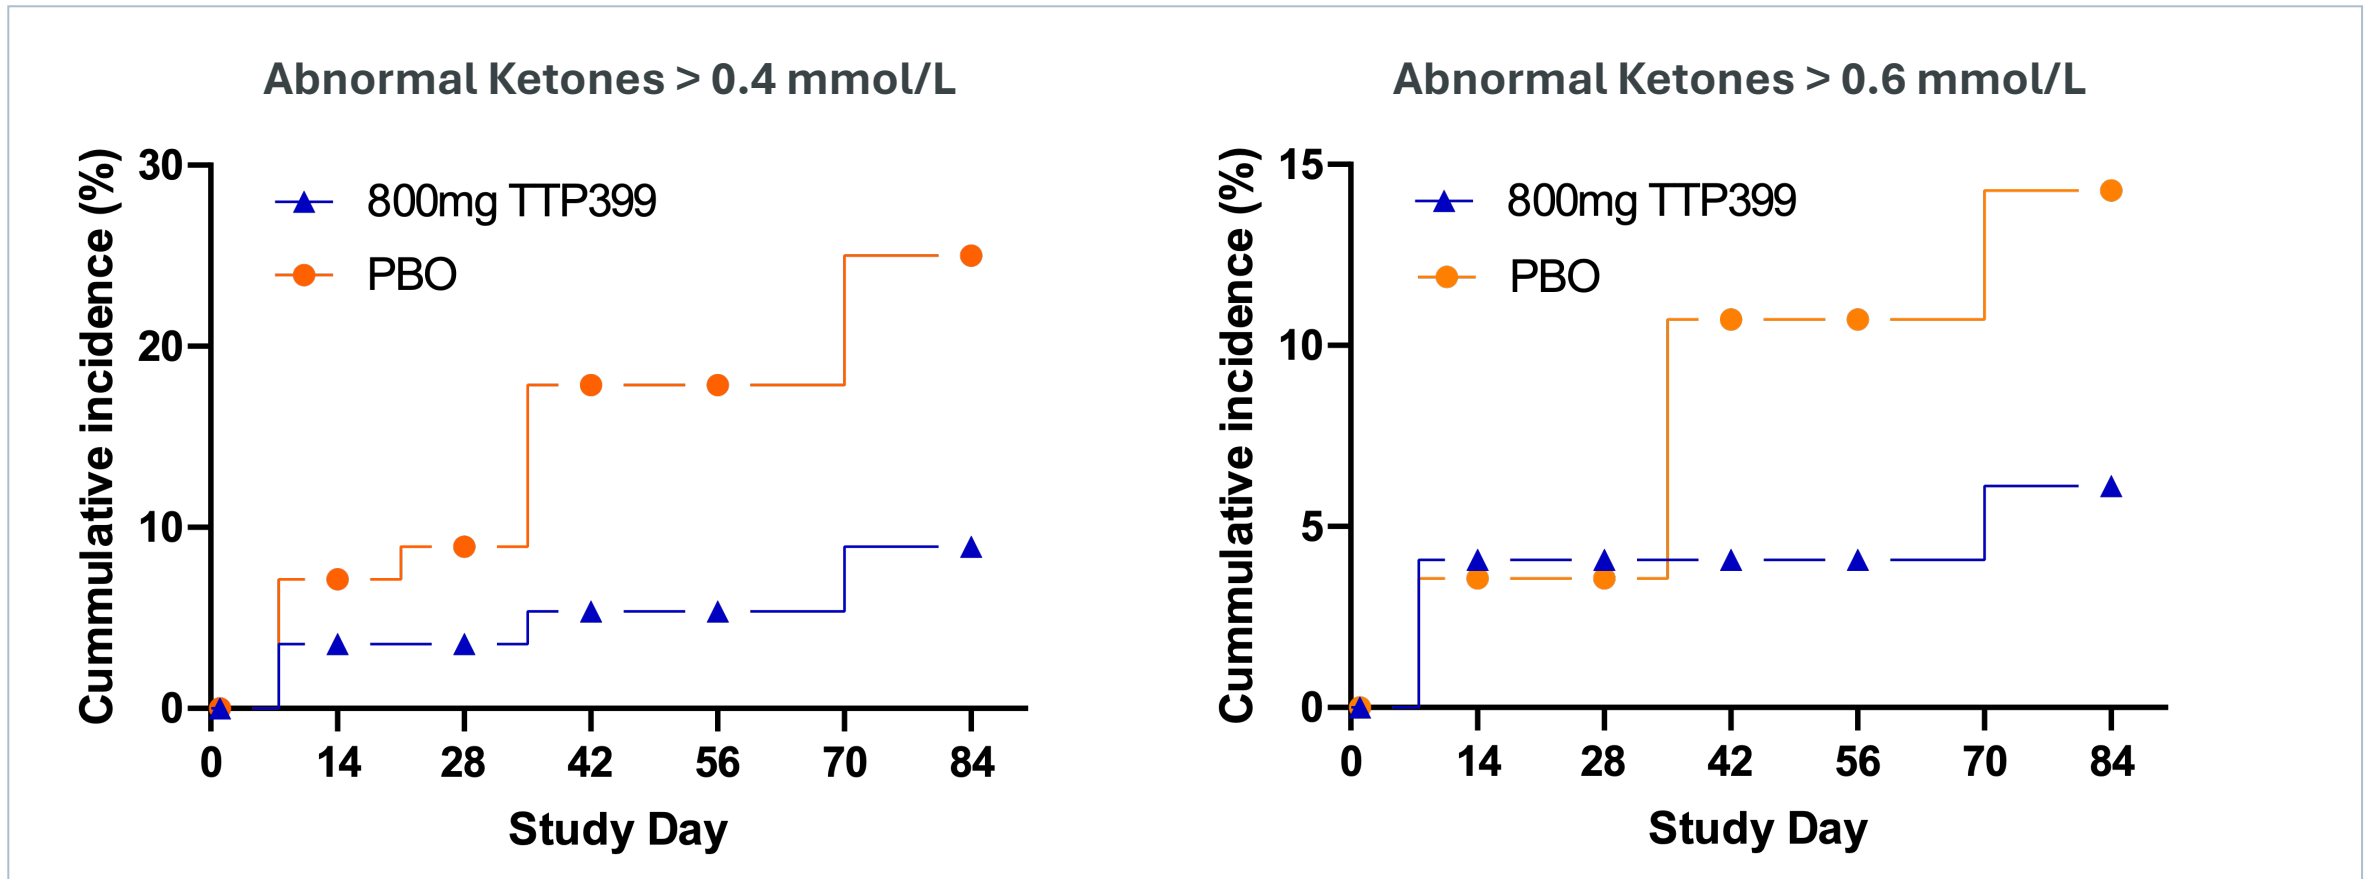 Abnormal Ketones > 0.4 mmol/L
Cummulative incidence (%)
30
20
10
0
800mg TTP399
PBO
0 14 28 42 56 70 84
Study Day
Abnormal Ketones > 0.6 mmol/L
Cummulative incidence (%)
15
10
5
0
800mg TTP399
PBO
0 14 28 42 56 70 84
Study Day